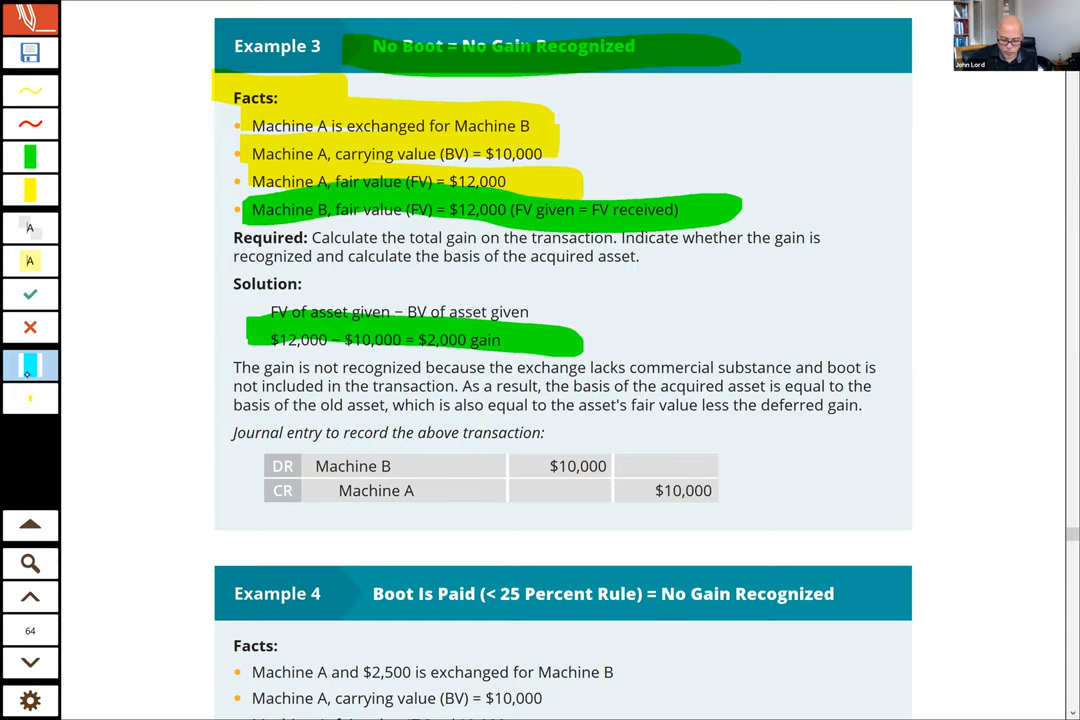 Example 3 No Boot = No Gain Recognized
John Lord
Facts:
Machine A is exchanged for Machine B
Machine A, carrying value (BV) = $10,000
Machine A, fair value (FV) = $12,000
Machine B, fair value (FV) = $12,000 (FV given = FV received)
Required: Calculate the total gain on the transaction. Indicate whether the gain is
recognized and calculate the basis of the acquired asset.
Solution:
FV of asset given − BV of asset given
$12,000 − $10,000 = $2,000 gain
The gain is not recognized because the exchange lacks commercial substance and boot is
not included in the transaction. As a result, the basis of the acquired asset is equal to the
basis of the old asset, which is also equal to the asset's fair value less the deferred gain.
Journal entry to record the above transaction:
DR Machine B $10,000
CR Machine A $10,000
Example 4 Boot Is Paid (< 25 Percent Rule) = No Gain Recognized
Facts:
Machine A and $2,500 is exchanged for Machine B
Machine A, carrying value (BV) = $10,000
A
A
64